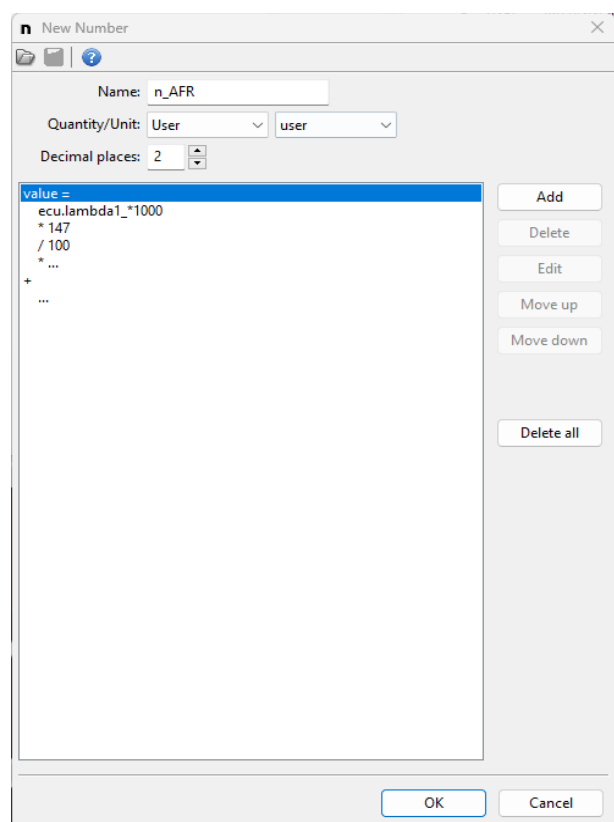 n New Number
Name: n_AFR
Quantity/Unit: User user
Decimal places: 2
value =
ecu.lambda1_*1000
* 147
/ 100
* ...
+
...
Add
Delete
Edit
Move up
Move down
Delete all
OK Cancel